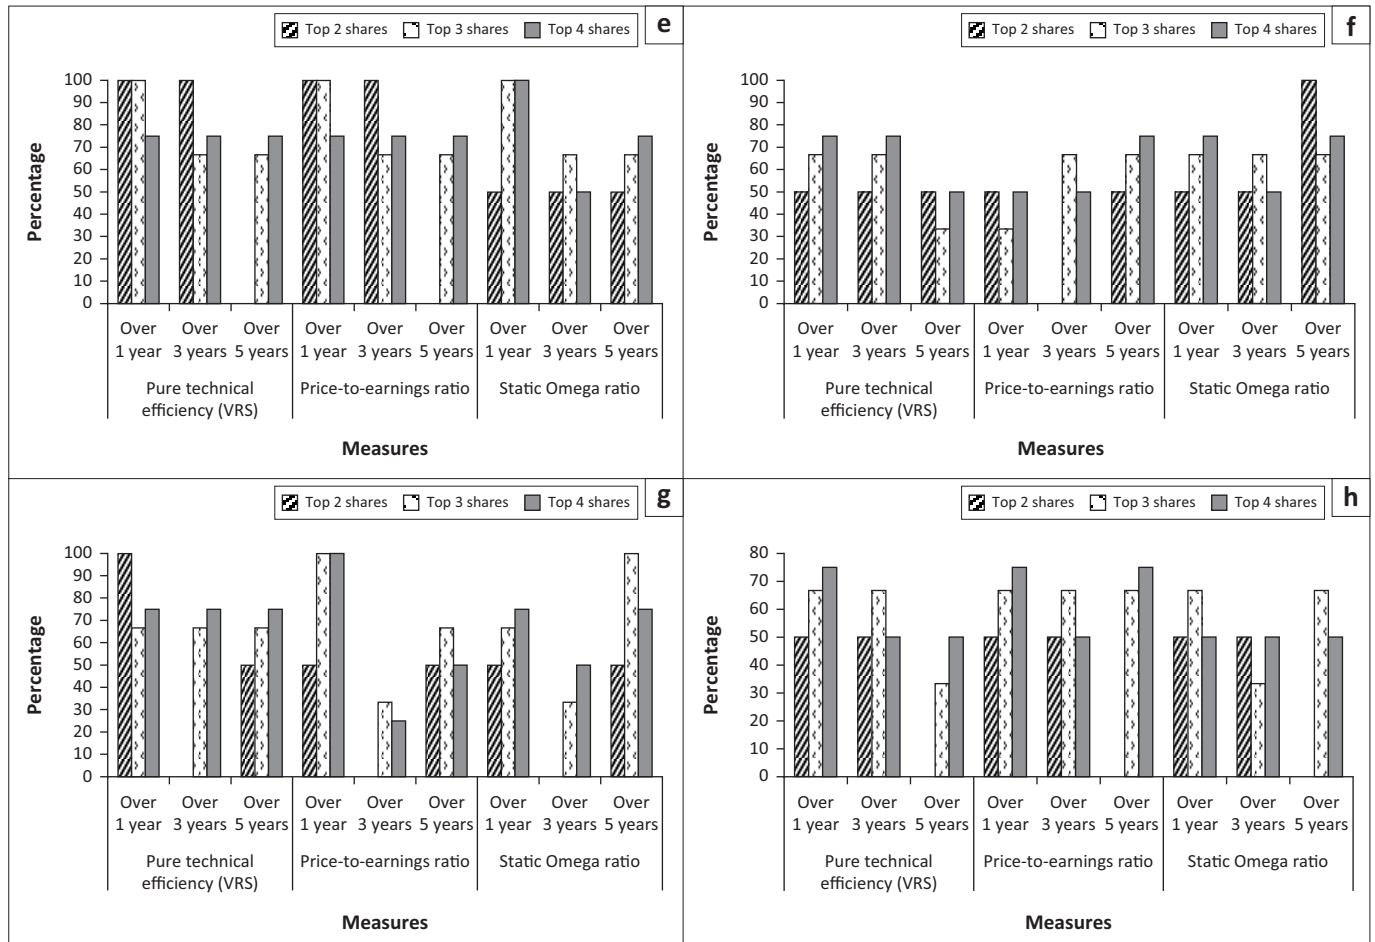 e
Top 2 shares Top 3 shares Top 4 shares
Percentage
100
90
80
70
60
50
40
30
20
10
0
Over Over Over Over Over Over Over Over Over
1 year 3 years 5 years 1 year 3 years 5 years 1 year 3 years 5 years
Pure technical Price-to-earnings ratio Static Omega ratio
efficiency (VRS)
Measures
f
Top 2 shares Top 3 shares Top 4 shares
Percentage
100
90
80
70
60
50
40
30
20
10
0
Over Over Over Over Over Over Over Over Over
1 year 3 years 5 years 1 year 3 years 5 years 1 year 3 years 5 years
Pure technical Price-to-earnings ratio Static Omega ratio
efficiency (VRS)
Measures
g
Top 2 shares Top 3 shares Top 4 shares
Percentage
100
90
80
70
60
50
40
30
20
10
0
Over Over Over Over Over Over Over Over Over
1 year 3 years 5 years 1 year 3 years 5 years 1 year 3 years 5 years
Pure technical Price-to-earnings ratio Static Omega ratio
efficiency (VRS)
Measures
h
Top 2 shares Top 3 shares Top 4 shares
Percentage
80
70
60
50
40
30
20
10
0
Over Over Over Over Over Over Over Over Over
1 year 3 years 5 years 1 year 3 years 5 years 1 year 3 years 5 years
Pure technical Price-to-earnings ratio Static Omega ratio
efficiency (VRS)
Measures